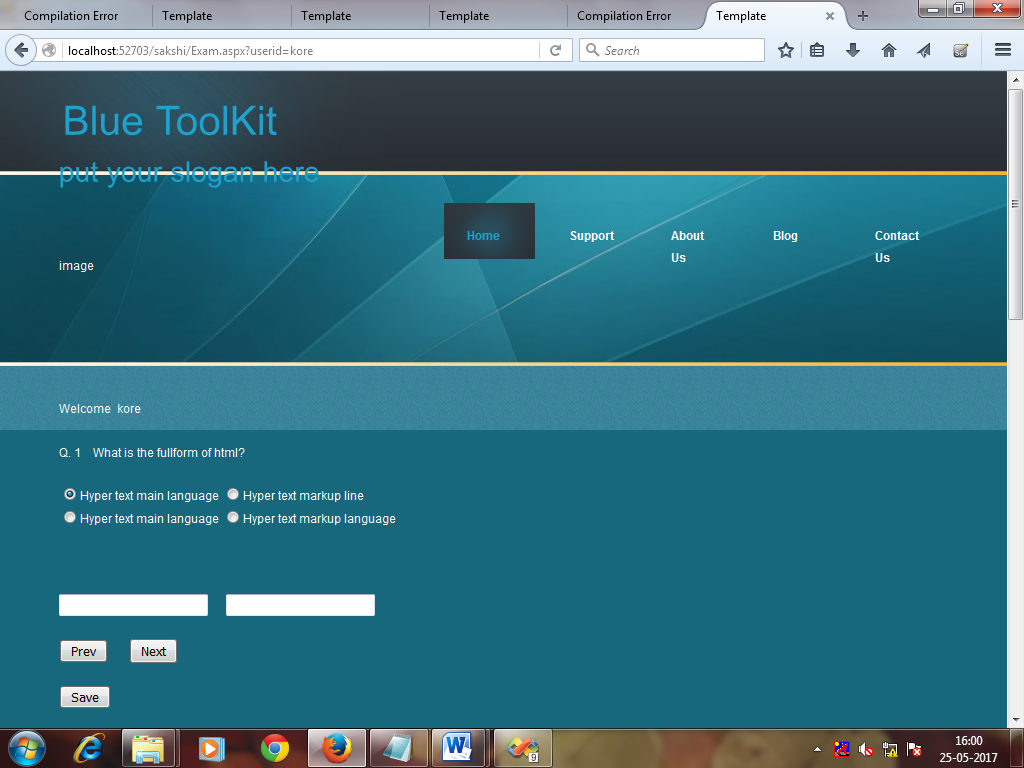 Compilation Error Template Template Template Compilation Error Template
localhost:52703/sakshi/Exam.aspx?userid=kore Search
Blue ToolKit
put your slogan here
Home Support About Us Blog Contact Us
image
Welcome kore
Q. 1 What is the fullform of html?
Hyper text main language Hyper text markup line
Hyper text main language Hyper text markup language
Prev Next
Save
16:00
25-05-2017
9